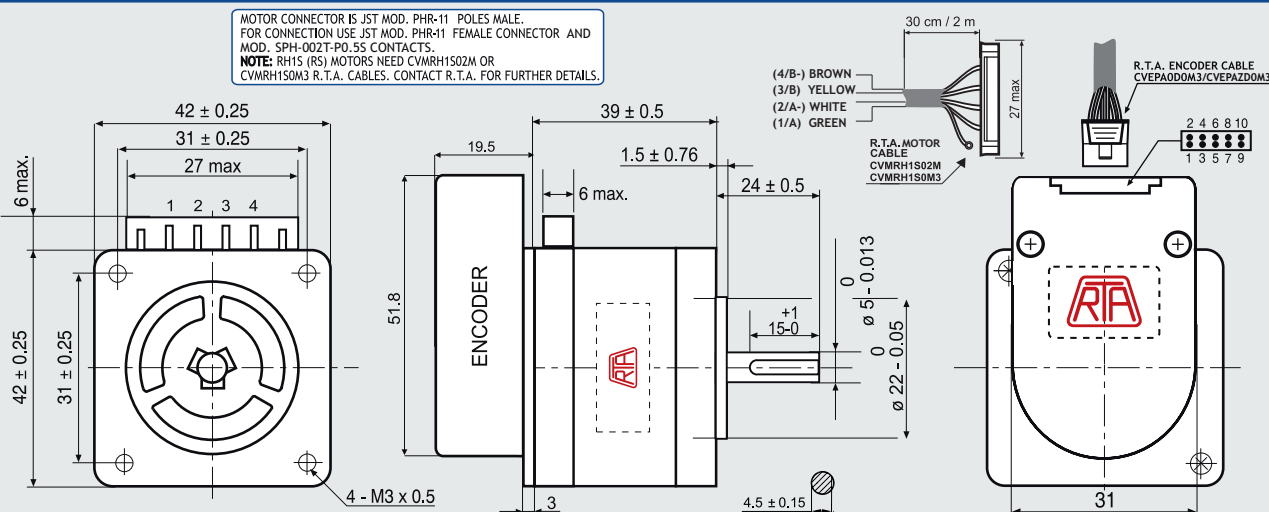 MOTOR CONNECTOR IS JST MOD. PHR-11 POLES MALE.
FOR CONNECTION USE JST MOD. PHR-11 FEMALE CONNECTOR AND
MOD. SPH-002T-P0.5S CONTACTS.
NOTE: RH1S (RS) MOTORS NEED CVMRH1S02M OR
CVMRH1S0M3 R.T.A. CABLES. CONTACT R.T.A. FOR FURTHER DETAILS.
42 ± 0.25
31 ± 0.25
27 max
6 max.
1 2 3 4
42 ± 0.25
31 ± 0.25
4 - M3 x 0.5
39 ± 0.5
19.5
1.5 ± 0.76
24 ± 0.5
6 max.
51.8
ENCODER
RTA
+1
15-0
0
ø 5 - 0.013
0
ø 22 - 0.05
3
4.5 ± 0.15
30 cm / 2 m
(4/B-) BROWN
(3/B) YELLOW
(2/A-) WHITE
(1/A) GREEN
27 max
R.T.A. MOTOR
CABLE
CVMRH1S02M
CVMRH1S0M3
R.T.A. ENCODER CABLE
CVEPA0D0M3/CVEPAZD0M3
2 4 6 8 10
1 3 5 7 9
RTA
31